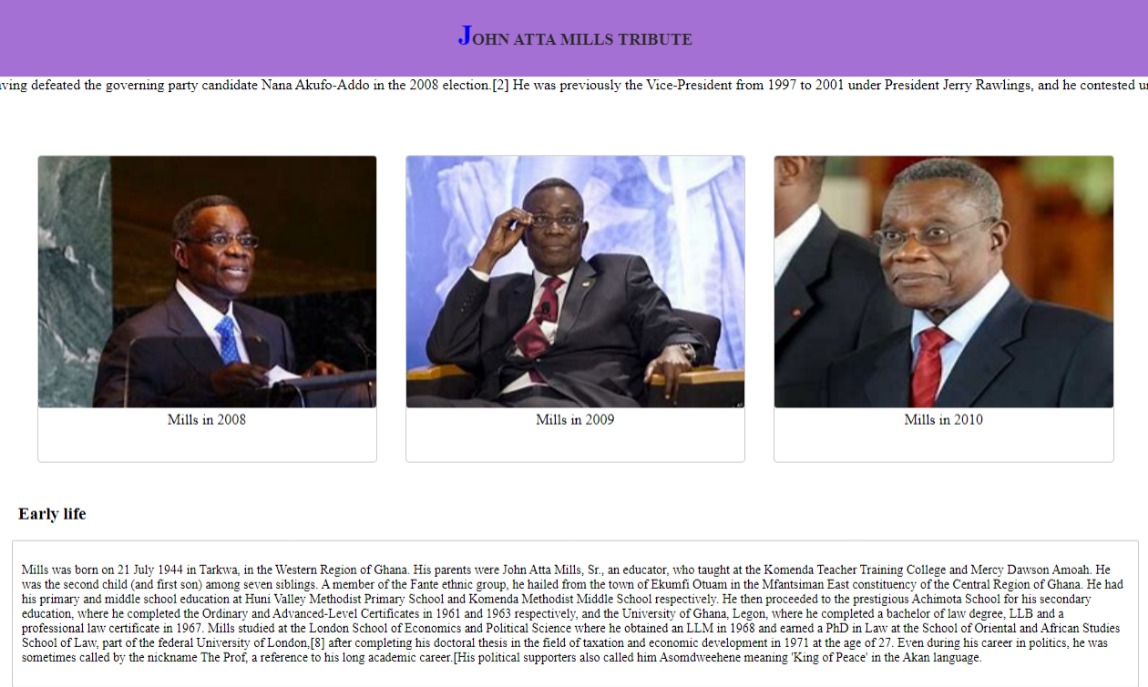 JOHN ATTA MILLS TRIBUTE
ving defeated the governing party candidate Nana Akufo-Addo in the 2008 election.[2] He was previously the Vice-President from 1997 to 2001 under President Jerry Rawlings, and he contested u
Mills in 2008
Mills in 2009
Mills in 2010
Early life
Mills was born on 21 July 1944 in Tarkwa, in the Western Region of Ghana. His parents were John Atta Mills, Sr., an educator, who taught at the Komenda Teacher Training College and Mercy Dawson Amoah. He
was the second child (and first son) among seven siblings. A member of the Fante ethnic group, he hailed from the town of Ekumfi Otuam in the Mfantsiman East constituency of the Central Region of Ghana. He had
his primary and middle school education at Huni Valley Methodist Primary School and Komenda Methodist Middle School respectively. He then proceeded to the prestigious Achimota School for his secondary
education, where he completed the Ordinary and Advanced-Level Certificates in 1961 and 1963 respectively, and the University of Ghana, Legon, where he completed a bachelor of law degree, LLB and a
professional law certificate in 1967. Mills studied at the London School of Economics and Political Science where he obtained an LLM in 1968 and earned a PhD in Law at the School of Oriental and African Studies
School of Law, part of the federal University of London,[8] after completing his doctoral thesis in the field of taxation and economic development in 1971 at the age of 27. Even during his career in politics, he was
sometimes called by the nickname The Prof, a reference to his long academic career.[His political supporters also called him Asomdweehene meaning 'King of Peace' in the Akan language.